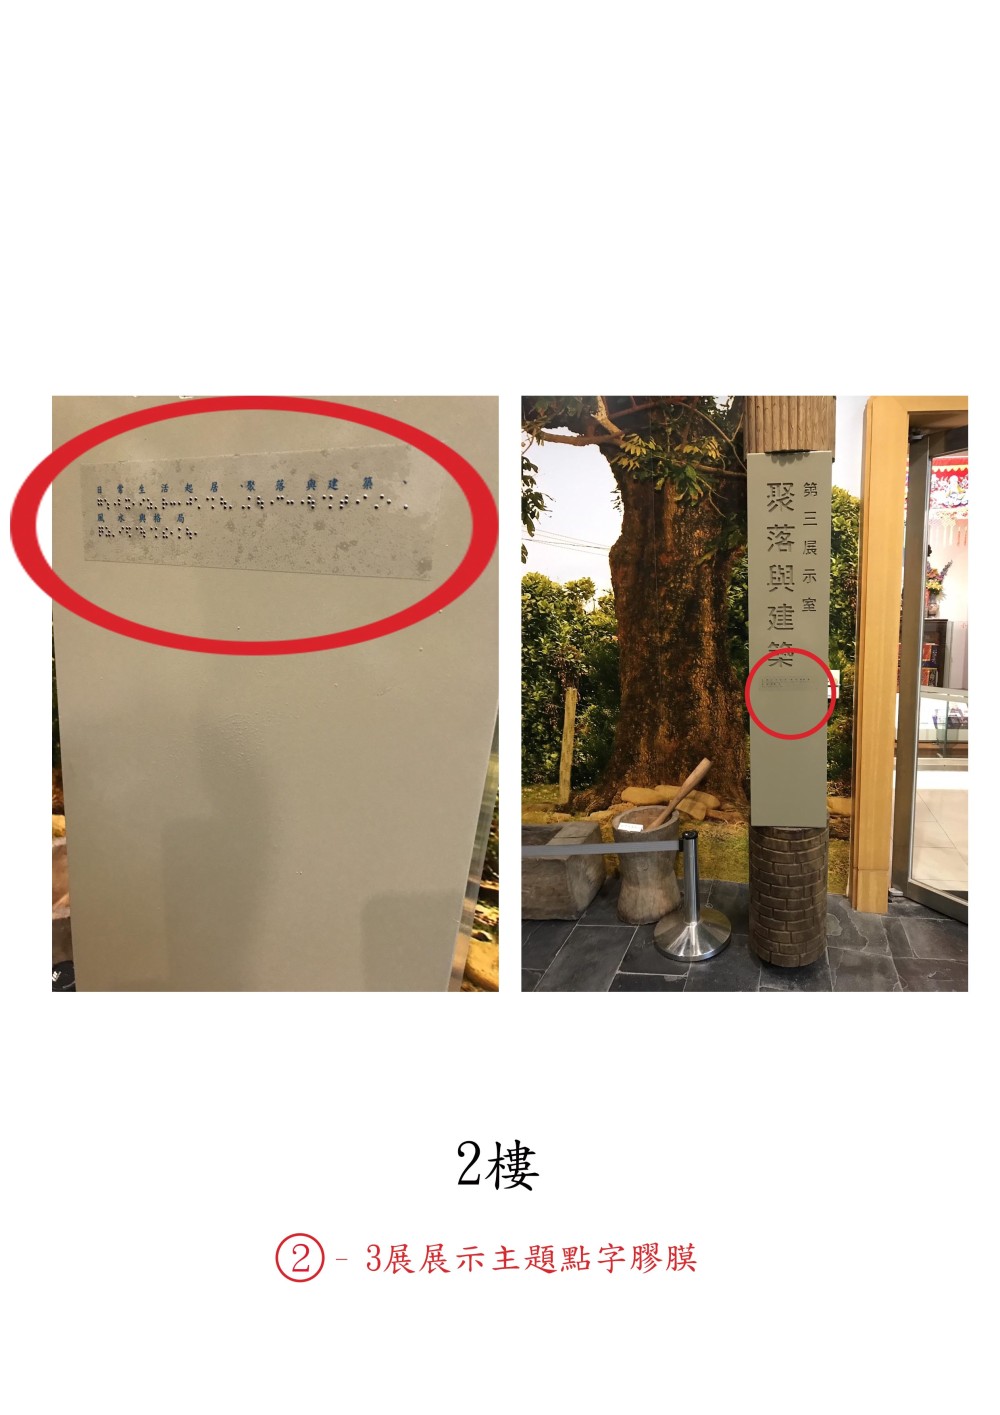 日常生活起居、聚落與建築、
風水與格局
第三展示室
聚落與建築
2樓
②－3展展示主題點字膠膜